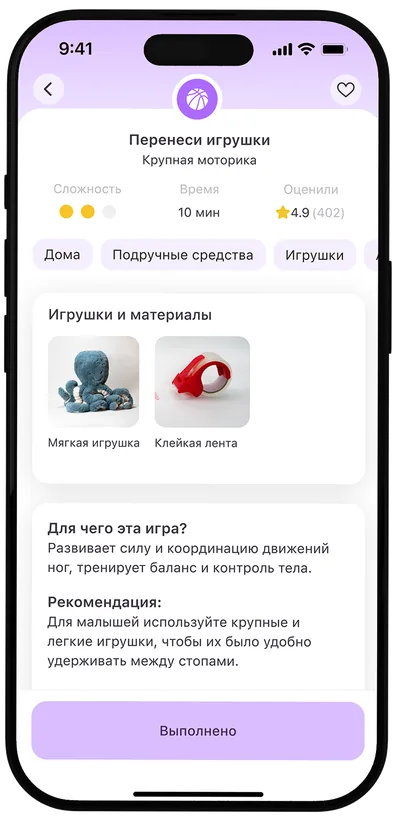 9:41
Перенеси игрушки
Крупная моторика
Сложность Время Оценили
10 мин 4.9 (402)
Дома Подручные средства Игрушки
Игрушки и материалы
Мягкая игрушка Клейкая лента
Для чего эта игра?
Развивает силу и координацию движений
ног, тренирует баланс и контроль тела.
Рекомендация:
Для малышей используйте крупные и
легкие игрушки, чтобы их было удобно
удерживать между стопами.
Выполнено